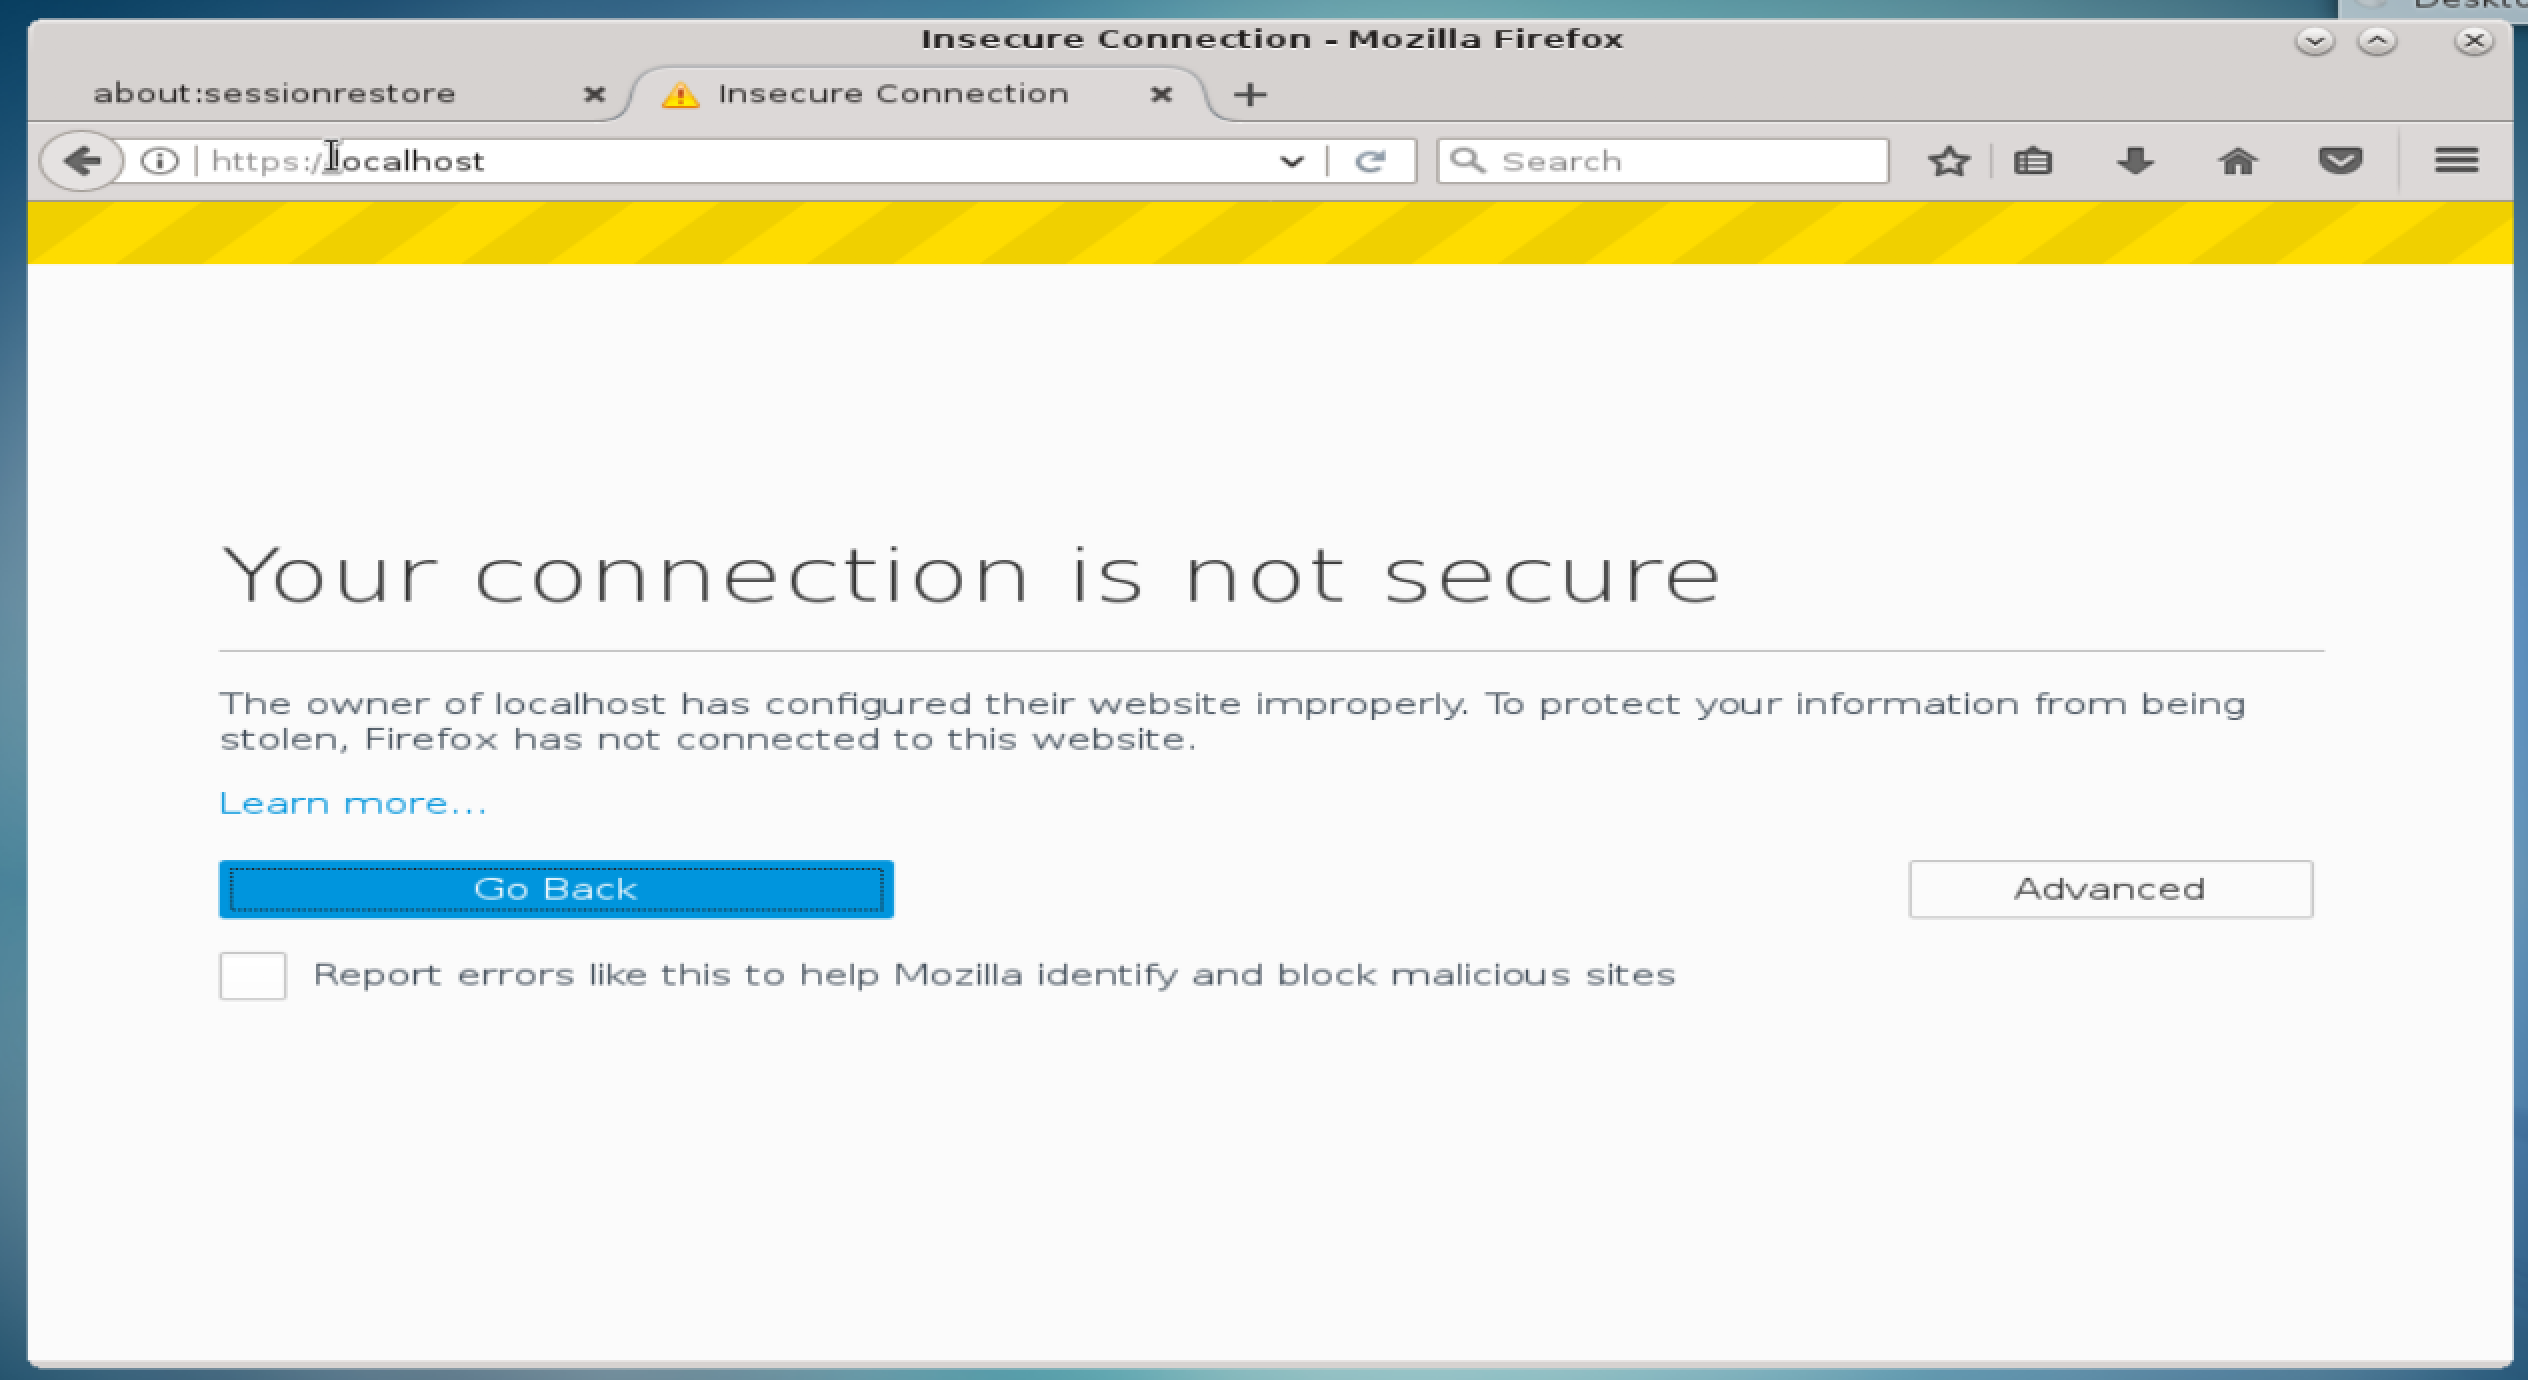 Insecure Connection - Mozilla Firefox
about:sessionrestore
Insecure Connection
https://localhost
Search
Your connection is not secure
The owner of localhost has configured their website improperly. To protect your information from being
stolen, Firefox has not connected to this website.
Learn more...
Go Back
Advanced
Report errors like this to help Mozilla identify and block malicious sites